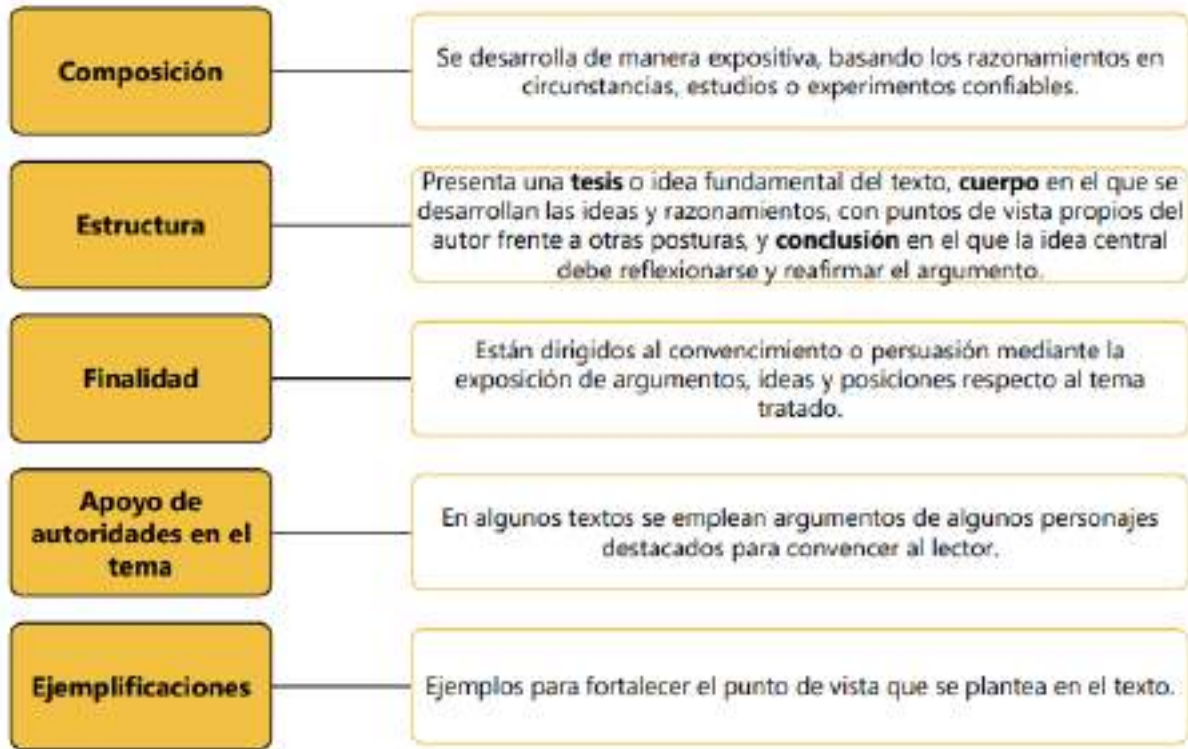 Composición
Se desarrolla de manera expositiva, basando los razonamientos en
circunstancias, estudios o experimentos confiables.
Estructura
Presenta una tesis o idea fundamental del texto, cuerpo en el que se
desarrollan las ideas y razonamientos, con puntos de vista propios del
autor frente a otras posturas, y conclusión en el que la idea central
debe reflexionarse y reafirmar el argumento.
Finalidad
Están dirigidos al convencimiento o persuasión mediante la
exposición de argumentos, ideas y posiciones respecto al tema
tratado.
Apoyo de
autoridades en el
tema
En algunos textos se emplean argumentos de algunos personajes
destacados para convencer al lector.
Ejemplificaciones
Ejemplos para fortalecer el punto de vista que se plantea en el texto.